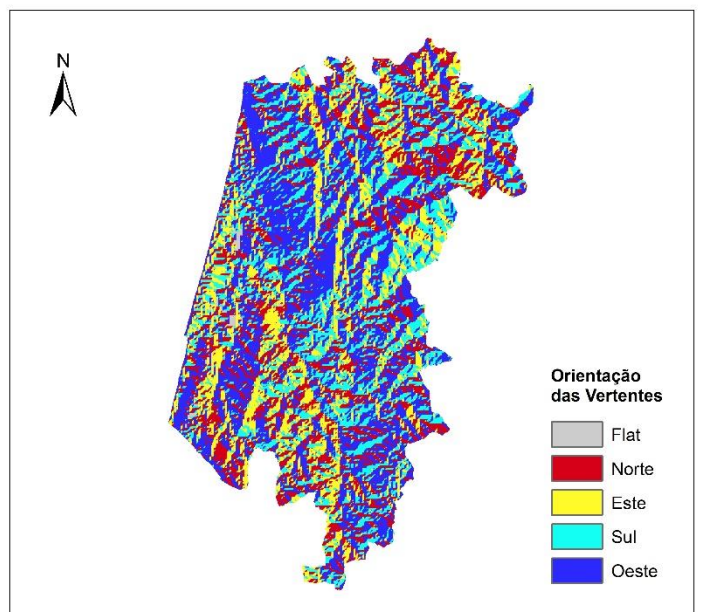 N
Orientação
das Vertentes
Flat
Norte
Este
Sul
Oeste